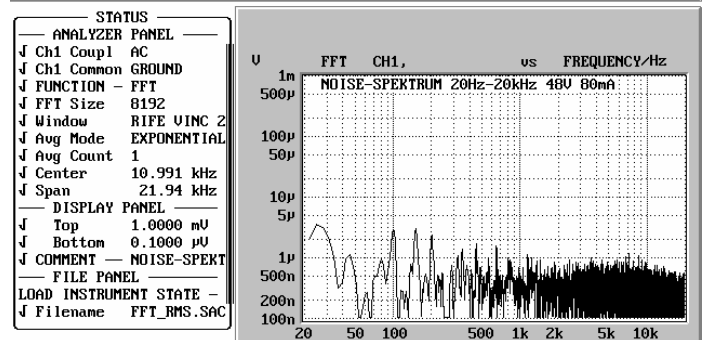 STATUS
ANALYZER PANEL
√ Ch1 Coupl AC
√ Ch1 Common GROUND
√ FUNCTION – FFT
√ FFT Size 8192
√ Window RIFE VINC 2
√ Avg Mode EXPONENTIAL
√ Avg Count 1
√ Center 10.991 kHz
√ Span 21.94 kHz
DISPLAY PANEL
√ Top 1.0000 mV
√ Bottom 0.1000 µV
√ COMMENT — NOISE-SPEKT
FILE PANEL
LOAD INSTRUMENT STATE –
√ Filename FFT_RMS.SAC
V FFT CH1, vs FREQUENCY/Hz
NOISE-SPEKTRUM 20Hz-20kHz 48V 80mA
1m
500µ
100µ
50µ
10µ
5µ
1µ
500n
200n
100n
20 50 100 500 1k 2k 5k 10k